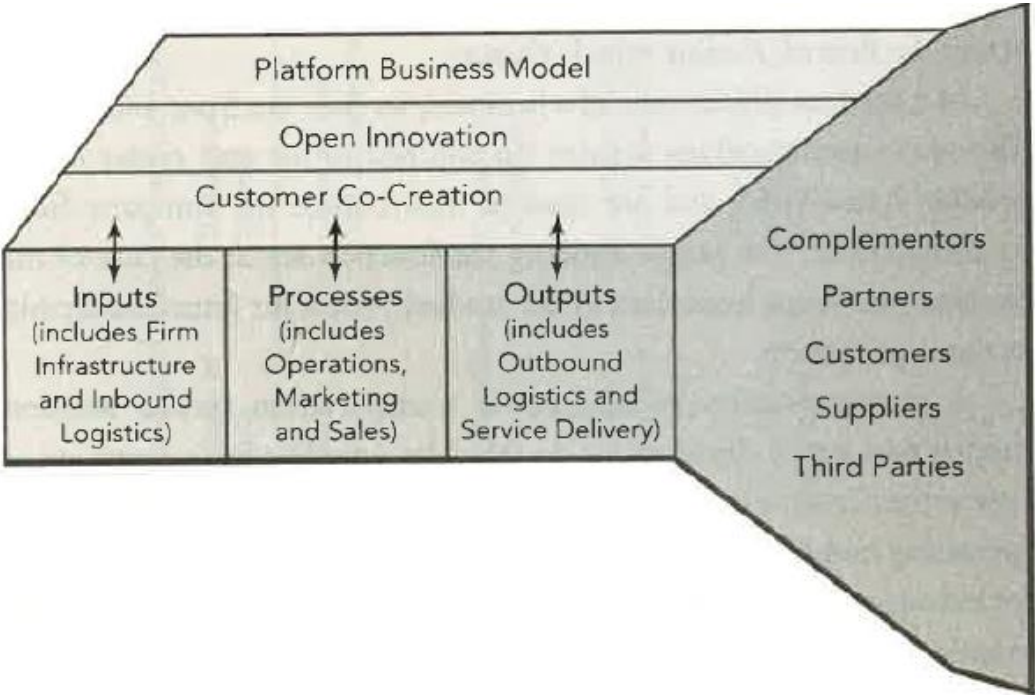 Platform Business Model
Open Innovation
Customer Co-Creation
Inputs
(includes Firm
Infrastructure
and Inbound
Logistics)
Processes
(includes
Operations,
Marketing
and Sales)
Outputs
(includes
Outbound
Logistics and
Service Delivery)
Complementors
Partners
Customers
Suppliers
Third Parties